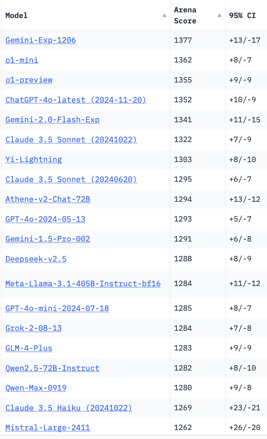 Model Arena Score 95% CI
Gemini-Exp-1206 1377 +13/-17
o1-mini 1362 +8/-7
o1-preview 1355 +9/-9
ChatGPT-4o-latest (2024-11-20) 1352 +10/-9
Gemini-2.0-Flash-Exp 1341 +11/-15
Claude 3.5 Sonnet (20241022) 1322 +7/-9
Yi-Lightning 1303 +8/-10
Claude 3.5 Sonnet (20240620) 1295 +6/-7
Athene-v2-Chat-72B 1294 +13/-12
GPT-4o-2024-05-13 1293 +5/-7
Gemini-1.5-Pro-002 1291 +6/-8
Deepseek-v2.5 1288 +8/-9
Meta-Llama-3.1-405B-Instruct-bf16 1284 +11/-12
GPT-4o-mini-2024-07-18 1285 +8/-7
Grok-2-08-13 1284 +7/-8
GLM-4-Plus 1283 +9/-9
Qwen2.5-72B-Instruct 1282 +8/-10
Qwen-Max-0919 1280 +9/-8
Claude 3.5 Haiku (20241022) 1269 +23/-21
Mistral-Large-2411 1262 +26/-20